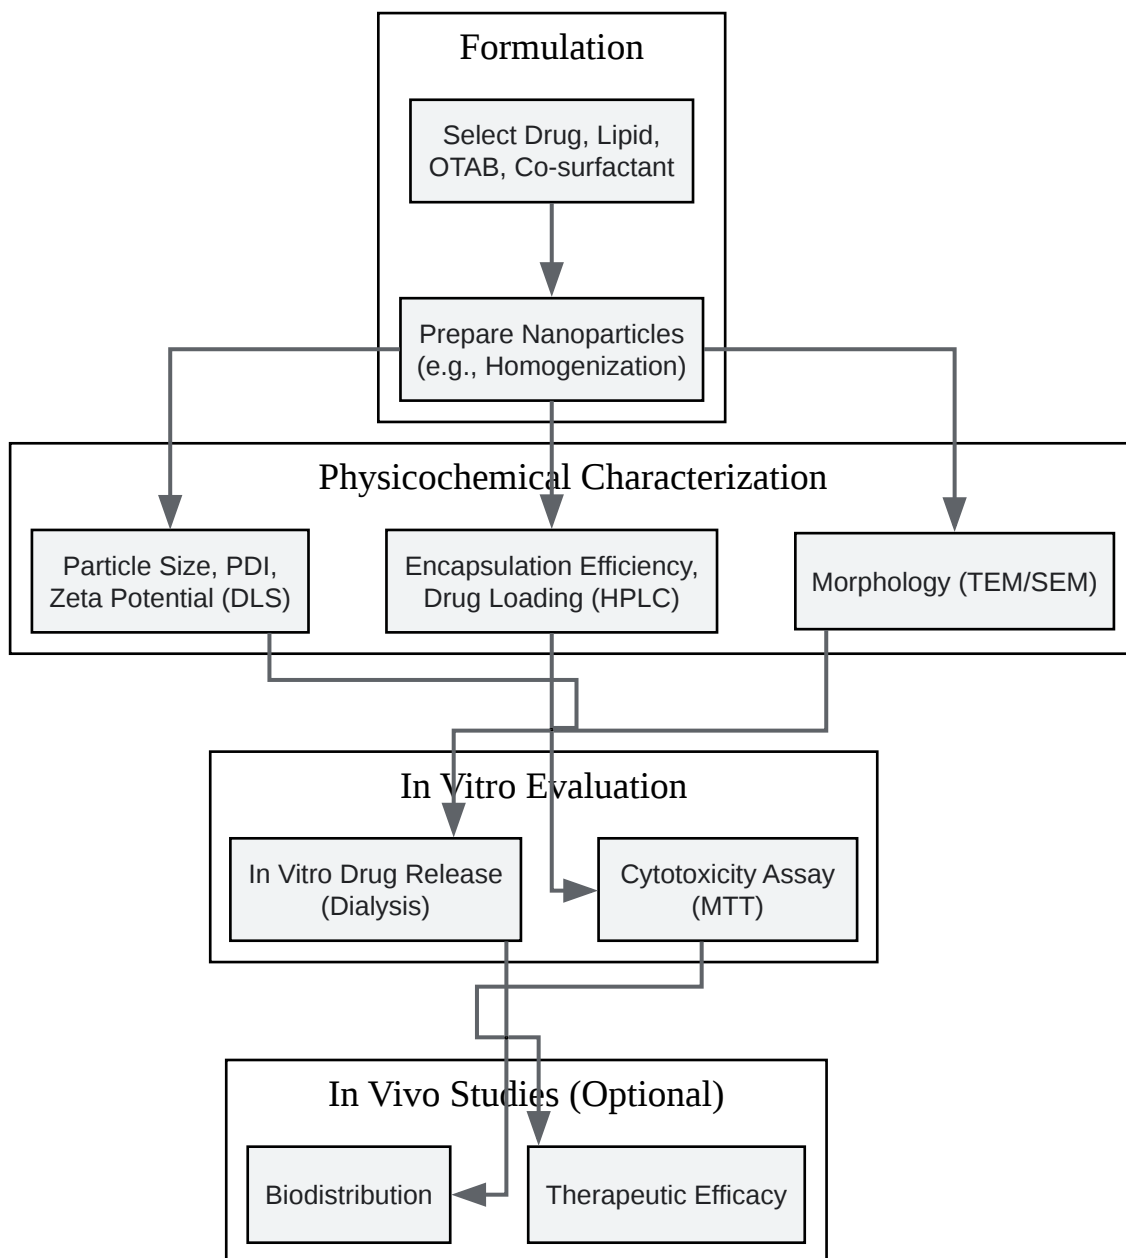 Formulation
Select Drug, Lipid,
OTAB, Co-surfactant
Prepare Nanoparticles
(e.g., Homogenization)
Physicochemical Characterization
Particle Size, PDI,
Zeta Potential (DLS)
Encapsulation Efficiency,
Drug Loading (HPLC)
Morphology (TEM/SEM)
In Vitro Evaluation
In Vitro Drug Release
(Dialysis)
Cytotoxicity Assay
(MTT)
In Vivo Studies (Optional)
Biodistribution
Therapeutic Efficacy